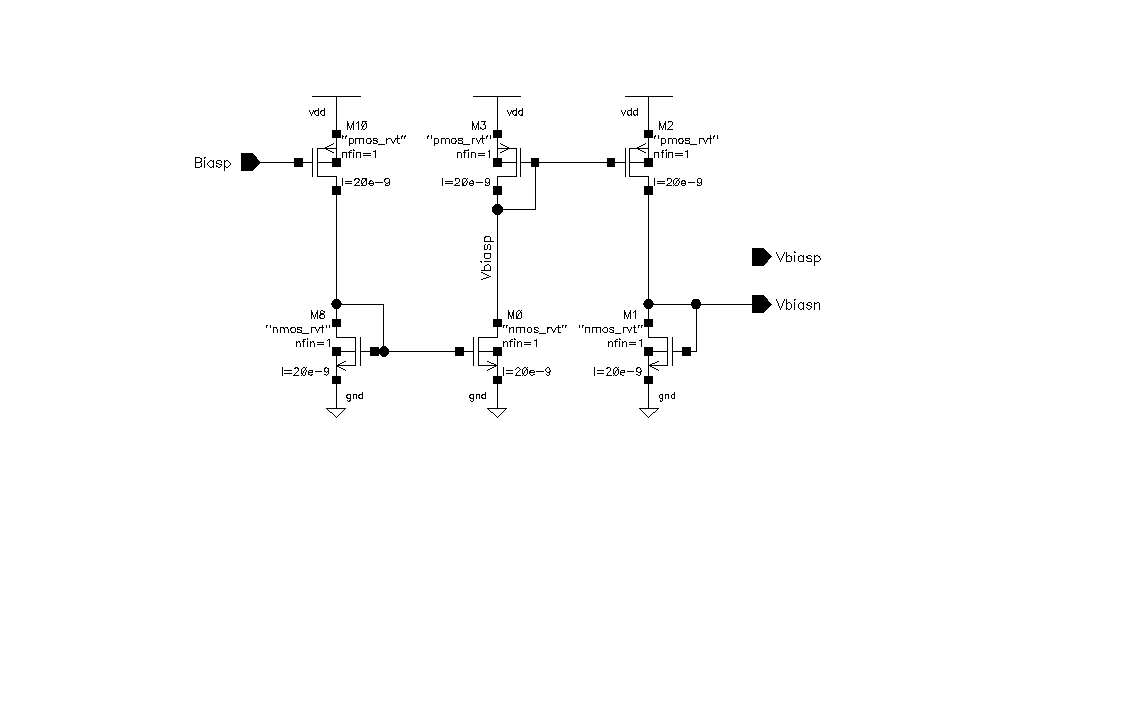 vdd
vdd
vdd
M10
M3
M2
"pmos_rvt"
"pmos_rvt"
"pmos_rvt"
nfin=1
nfin=1
nfin=1
Biasp
l=20e-9
l=20e-9
l=20e-9
Vbiasp
Vbiasp
Vbiasn
M8
M0
M1
"nmos_rvt"
"nmos_rvt"
"nmos_rvt"
nfin=1
nfin=1
nfin=1
l=20e-9
l=20e-9
l=20e-9
gnd
gnd
gnd